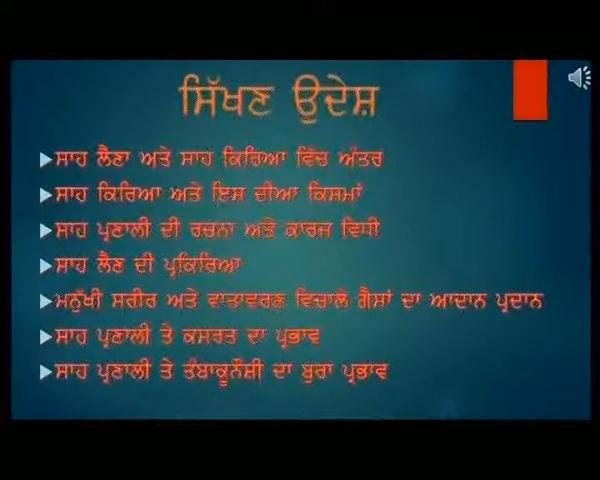 ਸਿੱਖਣ ਉਦੇਸ਼
ਸਾਹ ਲੈਣਾ ਅਤੇ ਸਾਹ ਕਿਰਿਆ ਵਿੱਚ ਅੰਤਰ
ਸਾਹ ਕਿਰਿਆ ਅਤੇ ਇਸ ਦੀਆ ਕਿਸਮਾਂ
ਸਾਹ ਪ੍ਰਣਾਲੀ ਦੀ ਰਚਨਾ ਅਤੇ ਕਾਰਜ ਵਿਧੀ
ਸਾਹ ਲੈਣ ਦੀ ਪ੍ਰਕਿਰਿਆ
ਮਨੁੱਖੀ ਸਰੀਰ ਅਤੇ ਵਾਤਾਵਰਣ ਵਿਚਾਲੇ ਗੈਸਾਂ ਦਾ ਆਦਾਨ ਪ੍ਰਦਾਨ
ਸਾਹ ਪ੍ਰਣਾਲੀ ਤੇ ਕਸਰਤ ਦਾ ਪ੍ਰਭਾਵ
ਸਾਹ ਪ੍ਰਣਾਲੀ ਤੇ ਤੰਬਾਕੂਨੌਸ਼ੀ ਦਾ ਬੁਰਾ ਪ੍ਰਭਾਵ